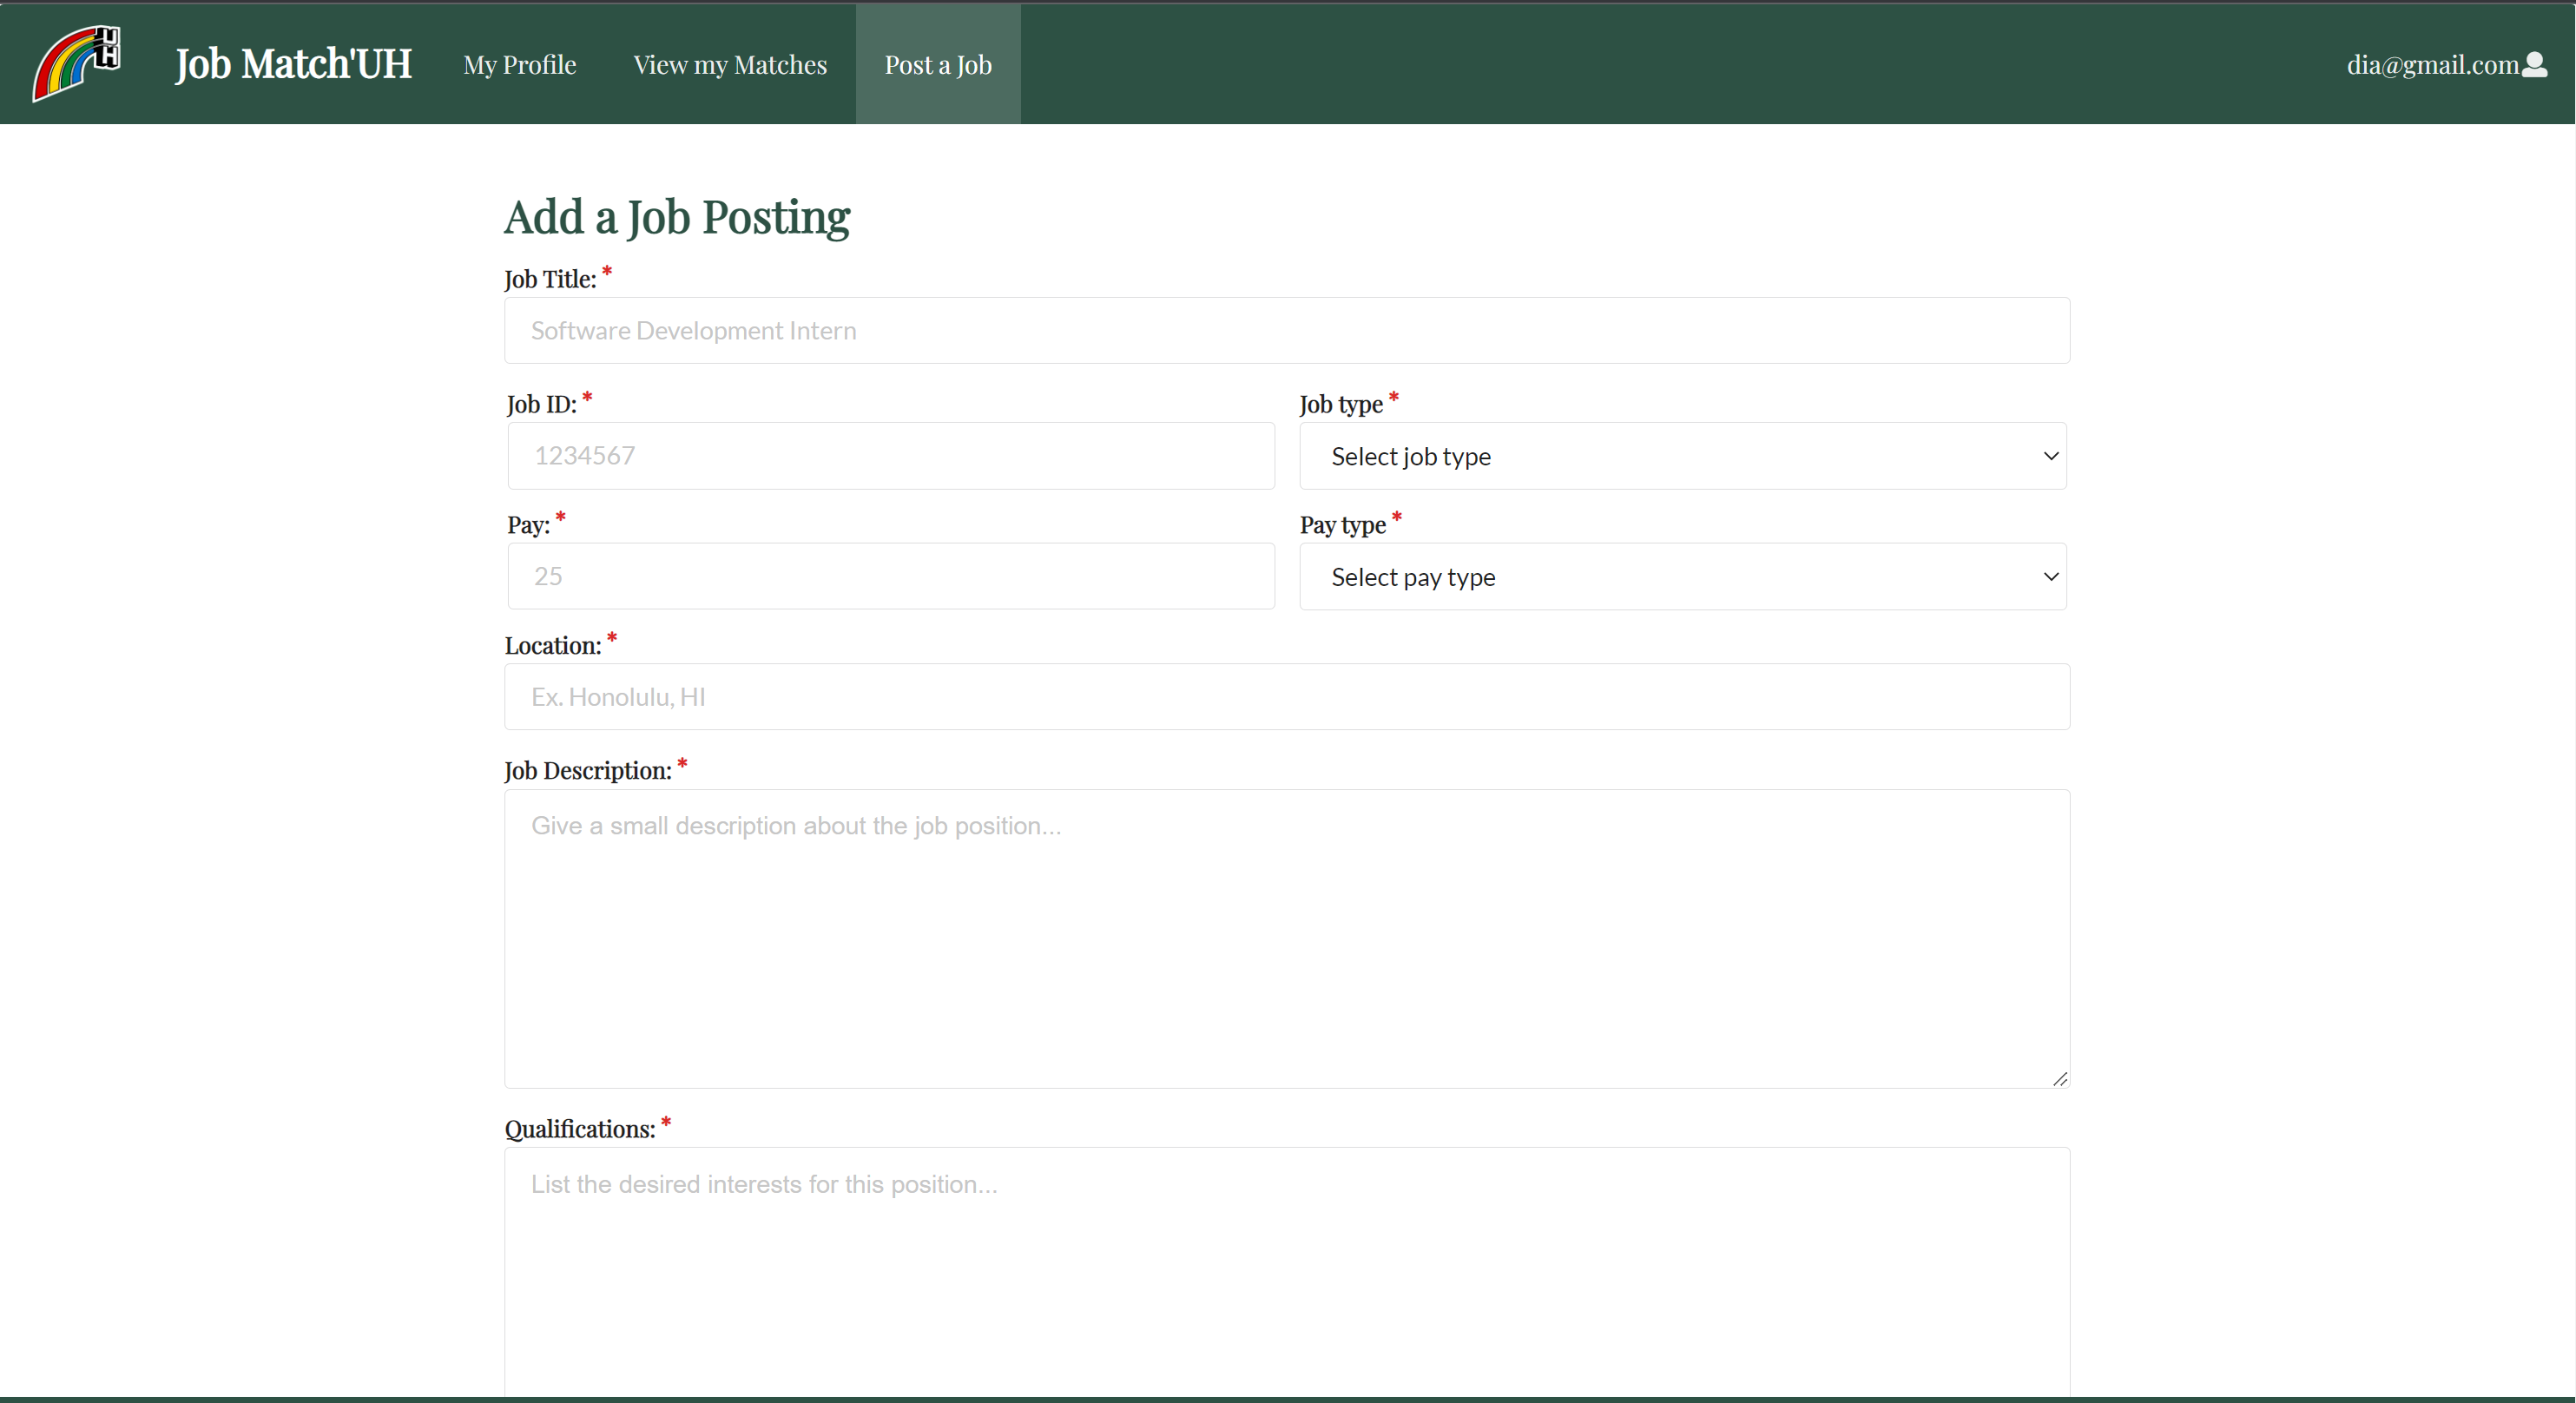 UH
Job Match'UH My Profile View my Matches Post a Job dia@gmail.com
Add a Job Posting
Job Title: *
Software Development Intern
Job ID: * Job type *
1234567 Select job type
Pay: * Pay type *
25 Select pay type
Location: *
Ex. Honolulu, HI
Job Description: *
Give a small description about the job position...
Qualifications: *
List the desired interests for this position...